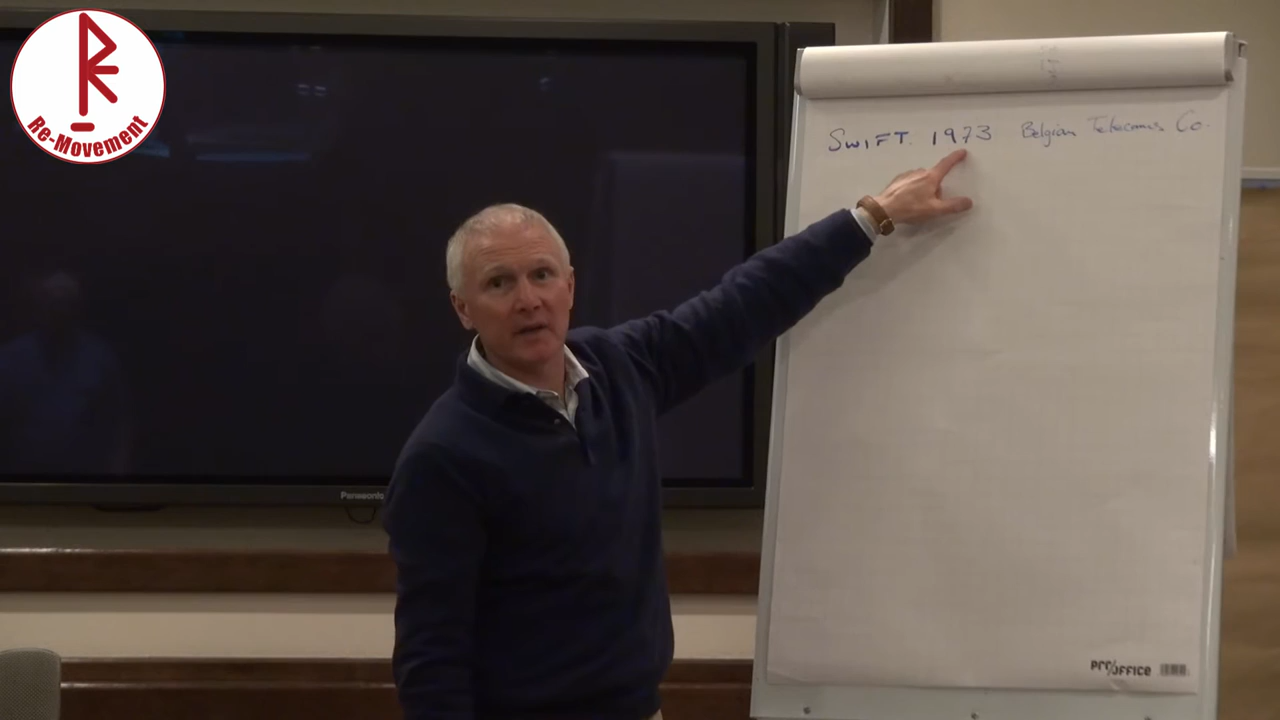 Re-Movement
SWIFT. 1973 Belgian Telecomms Co.
Panasonic
PRO/OFFICE